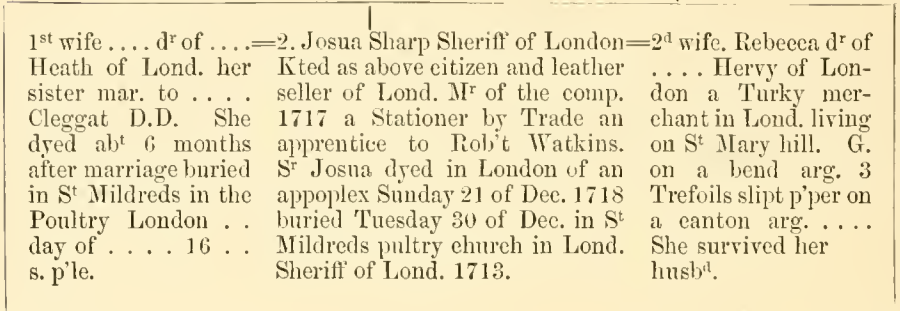 1st wife .... dr of ....=
Heath of Lond. her
sister mar. to ....
Cleggat D.D. She
dyed abt 6 months
after marriage buried
in St Mildreds in the
Poultry London ..
day of .... 16 ..
s. p'le.
2. Josua Sharp Sheriff of London=
Kted as above citizen and leather
seller of Lond. Mr of the comp.
1717 a Stationer by Trade an
apprentice to Rob't Watkins.
Sr Josua dyed in London of an
appoplex Sunday 21 of Dec. 1718
buried Tuesday 30 of Dec. in St
Mildreds pultry church in Lond.
Sheriff of Lond. 1713.
2d wife. Rebecca dr of
.... Hervy of Lon-
don a Turky mer-
chant in Lond. living
on St Mary hill. G.
on a bend arg. 3
Trefoils slipt p'per on
a canton arg. ....
She survived her
husbd.